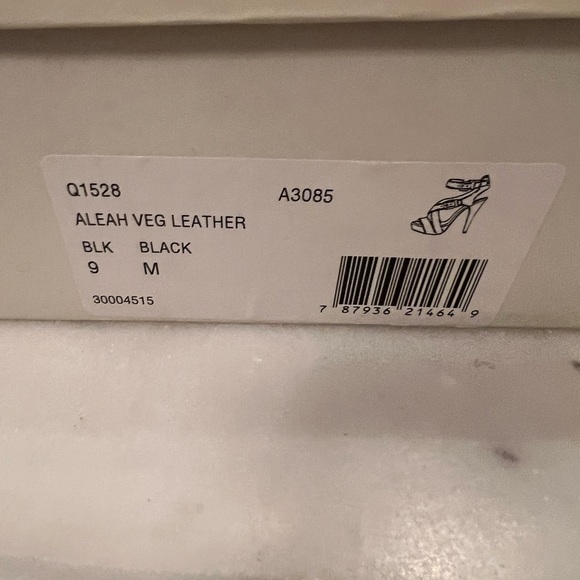 Q1528 A3085
ALEAH VEG LEATHER
BLK BLACK
9 M
30004515
7 87936 21464 9